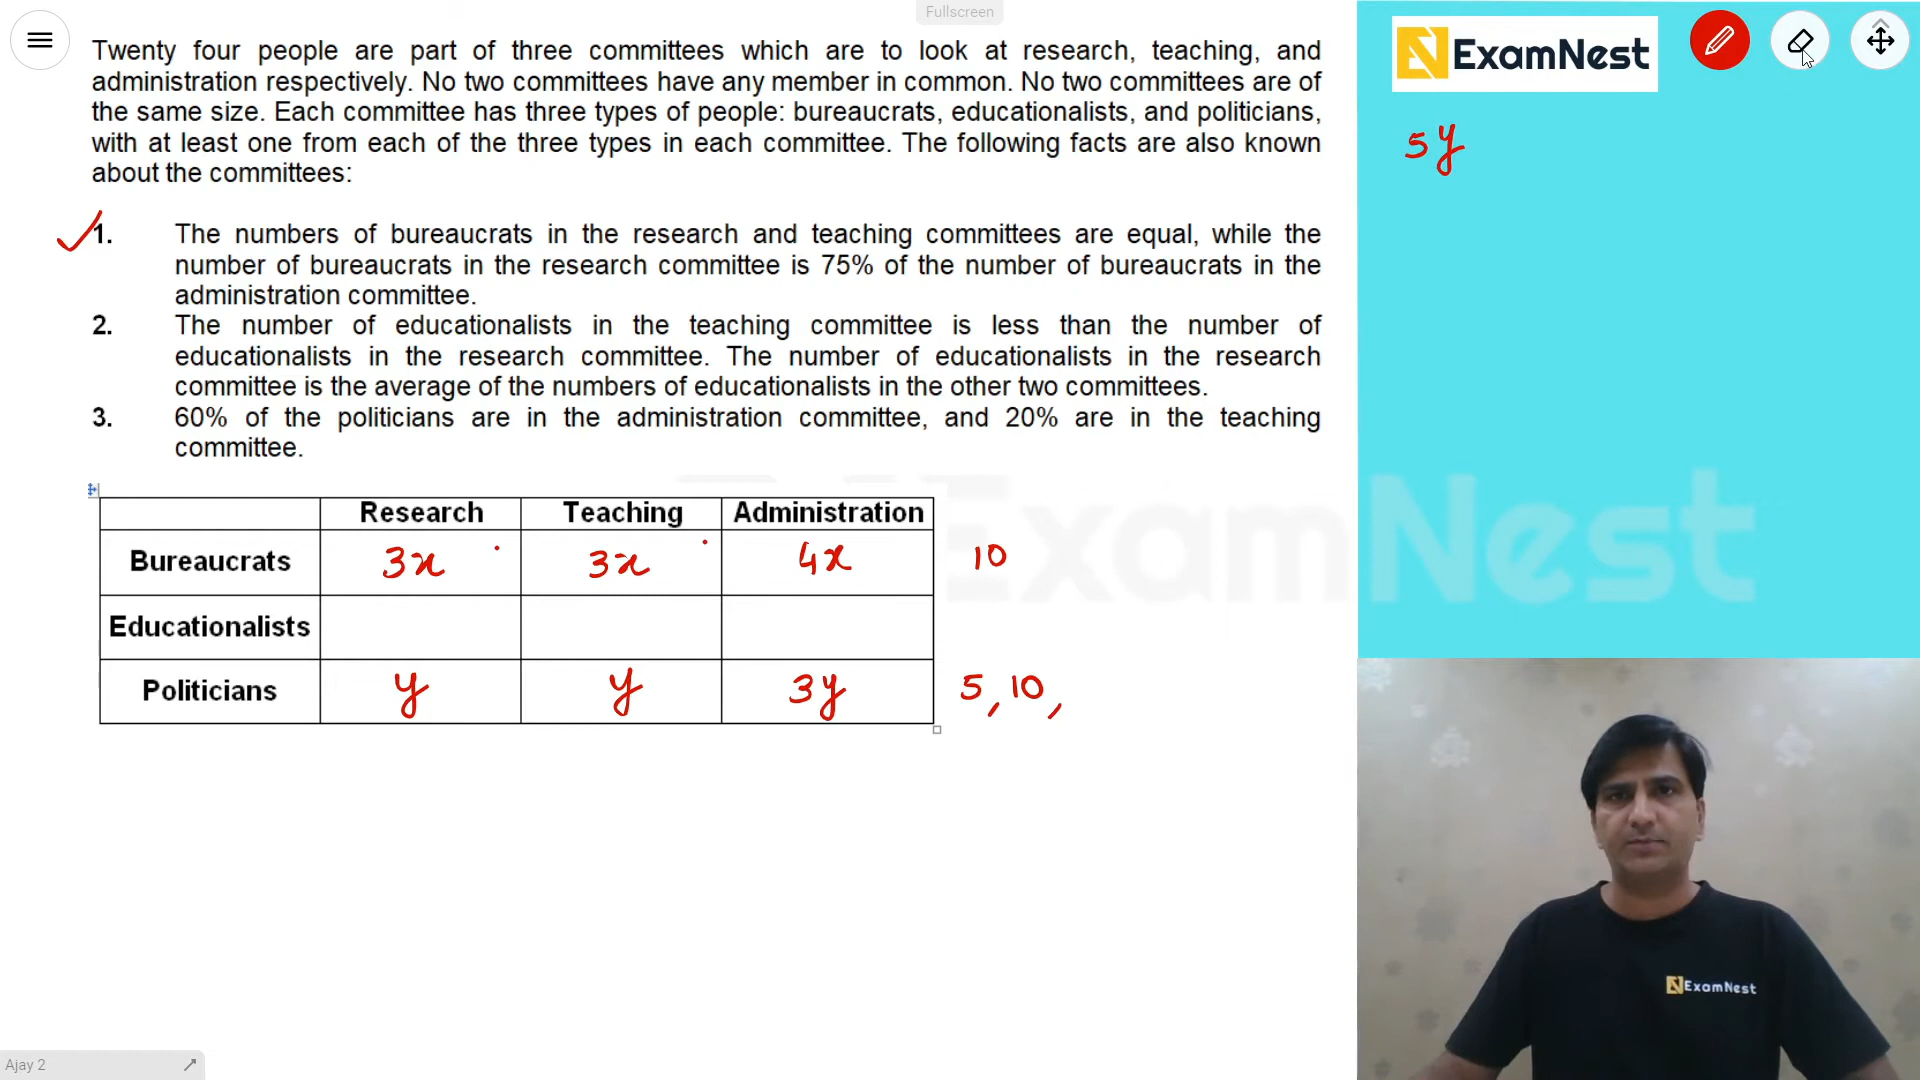 Fullscreen
Twenty four people are part of three committees which are to look at research, teaching, and
administration respectively. No two committees have any member in common. No two committees are of
the same size. Each committee has three types of people: bureaucrats, educationalists, and politicians,
with at least one from each of the three types in each committee. The following facts are also known
about the committees:
1. The numbers of bureaucrats in the research and teaching committees are equal, while the
number of bureaucrats in the research committee is 75% of the number of bureaucrats in the
administration committee.
2. The number of educationalists in the teaching committee is less than the number of
educationalists in the research committee. The number of educationalists in the research
committee is the average of the numbers of educationalists in the other two committees.
3. 60% of the politicians are in the administration committee, and 20% are in the teaching
committee.
Research Teaching Administration
Bureaucrats 3x 3x 4x 10
Educationalists
Politicians y y 3y 5, 10,
ExamNest
5y
ExamNest
ExamNest
Ajay 2